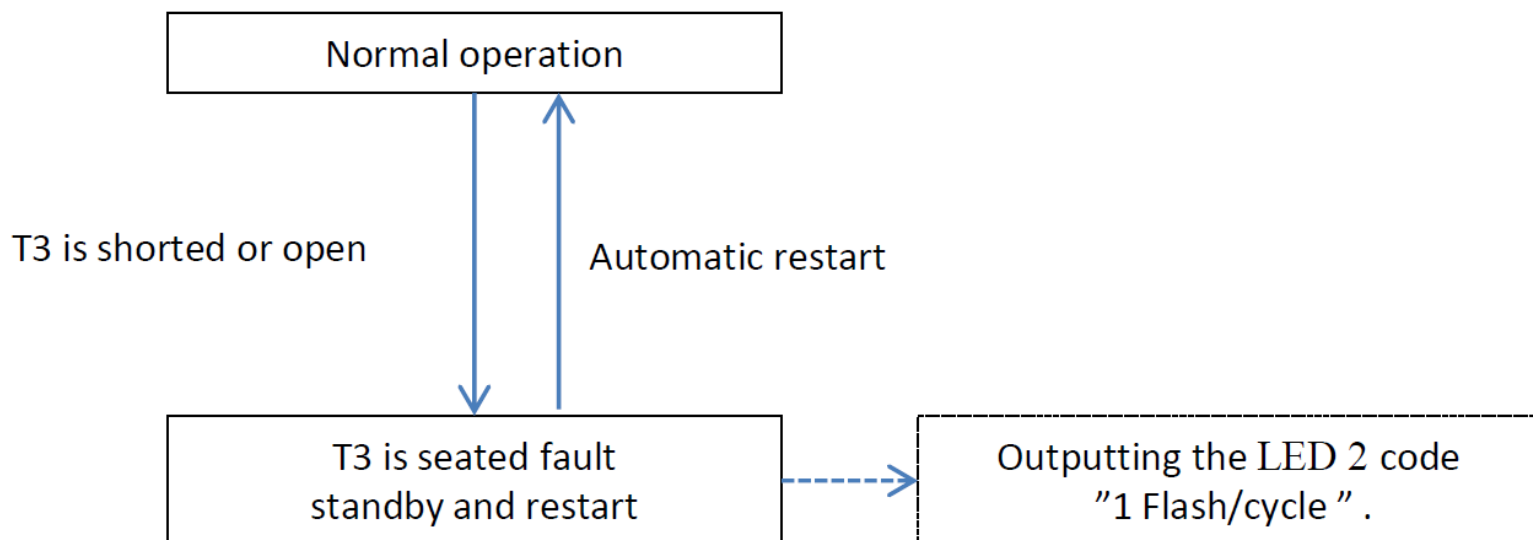 Normal operation
T3 is shorted or open
Automatic restart
T3 is seated fault
standby and restart
Outputting the LED 2 code
”1 Flash/cycle ” .